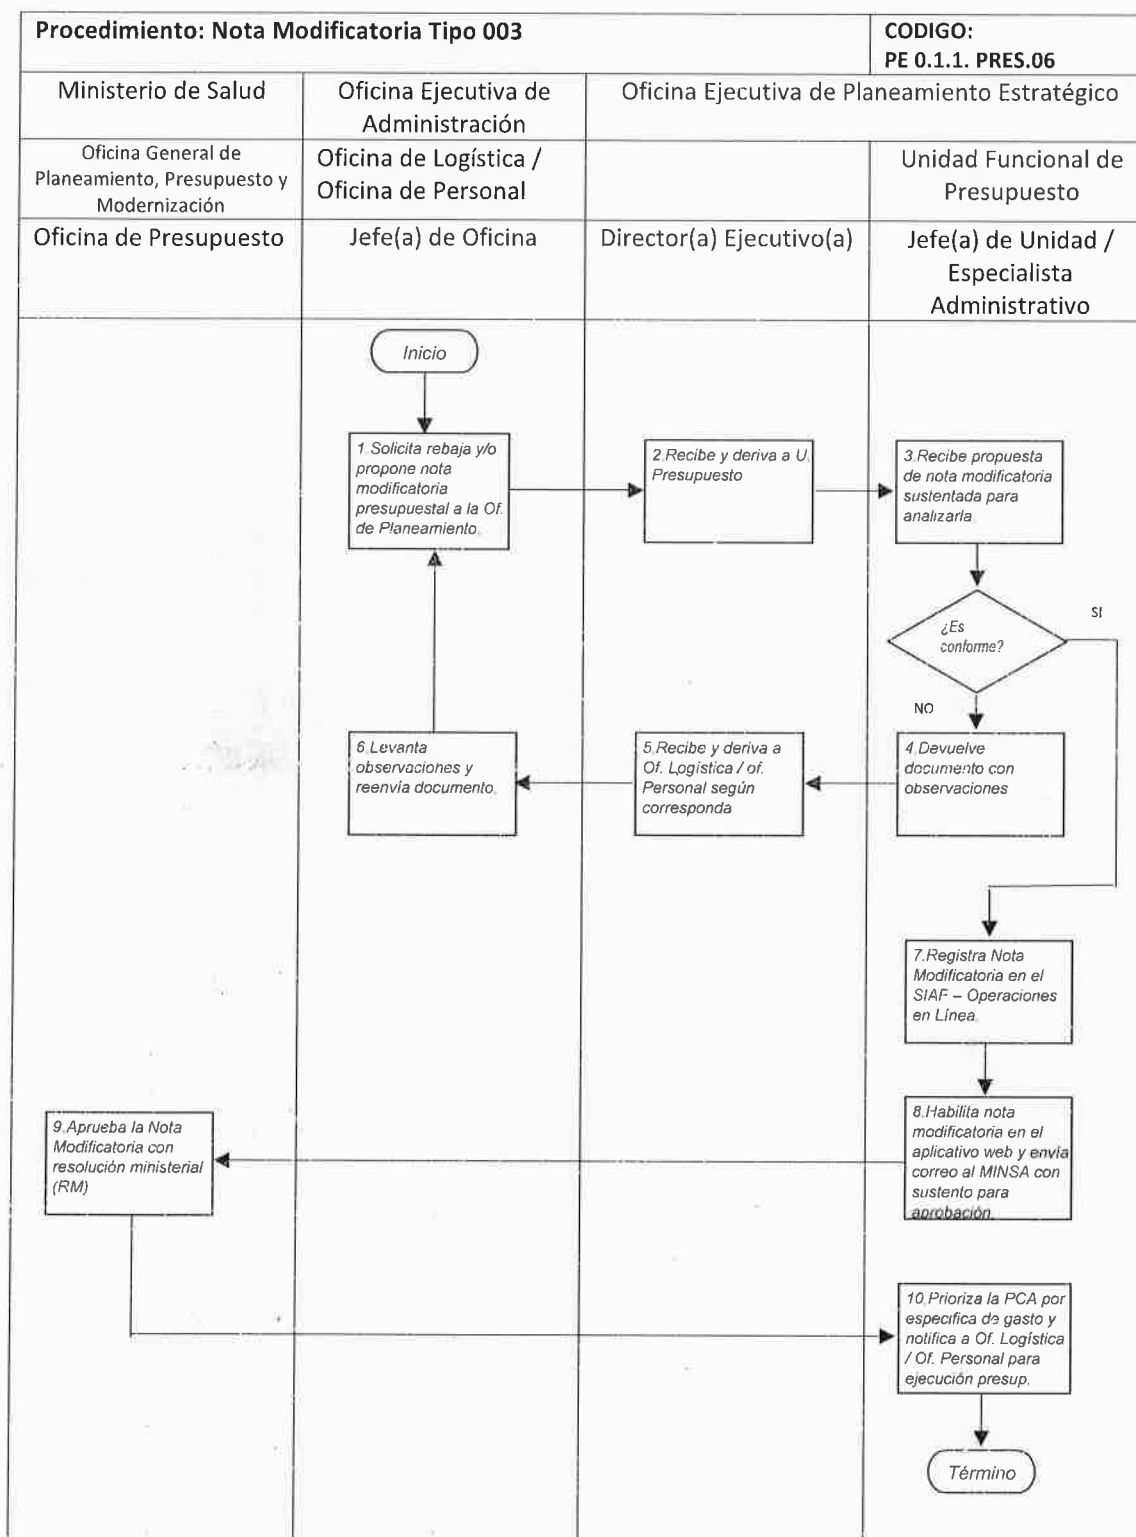 Procedimiento: Nota Modificatoria Tipo 003
CODIGO:
PE 0.1.1. PRES.06
Ministerio de Salud
Oficina Ejecutiva de
Administración
Oficina Ejecutiva de Planeamiento Estratégico
Oficina General de
Planeamiento, Presupuesto y
Modernización
Oficina de Logística /
Oficina de Personal
Unidad Funcional de
Presupuesto
Oficina de Presupuesto
Jefe(a) de Oficina
Director(a) Ejecutivo(a)
Jefe(a) de Unidad /
Especialista
Administrativo
Inicio
1.Solicita rebaja y/o
propone nota
modificatoria
presupuestal a la Of.
de Planeamiento.
2.Recibe y deriva a U.
Presupuesto
3.Recibe propuesta
de nota modificatoria
sustentada para
analizarla.
¿Es
conforme?
SI
NO
4.Devuelve
documento con
observaciones
5.Recibe y deriva a
Of. Logística / of.
Personal según
corresponda
6.Levanta
observaciones y
reenvía documento.
7.Registra Nota
Modificatoria en el
SIAF – Operaciones
en Línea.
8.Habilita nota
modificatoria en el
aplicativo web y envía
correo al MINSA con
sustento para
aprobación.
9.Aprueba la Nota
Modificatoria con
resolución ministerial
(RM)
10.Prioriza la PCA por
especifica de gasto y
notifica a Of. Logística
/ Of. Personal para
ejecución presup.
Término